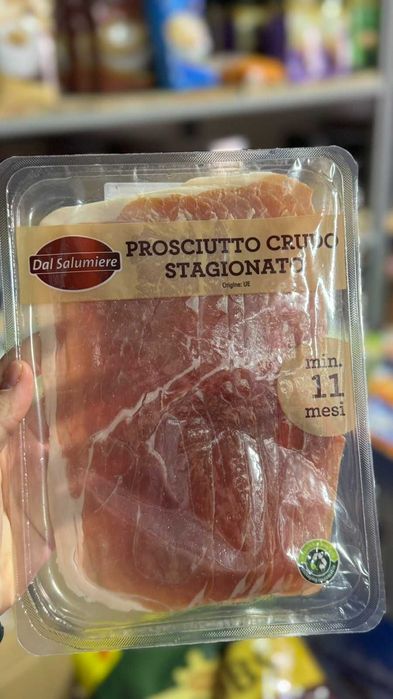 Dal Salumiere
PROSCIUTTO CRUDO
STAGIONATO
Origine: UE
min.
11
mesi